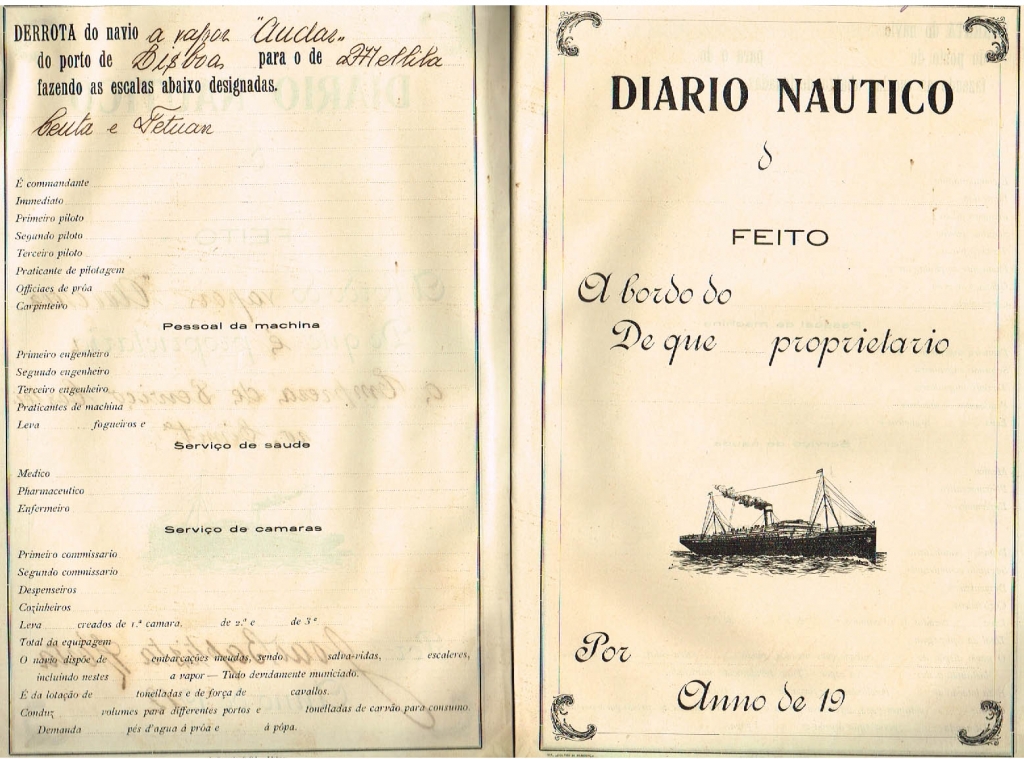 DERROTA do navio a vapor "Audar"
do porto de Lisboa para o de Mellila
fazendo as escalas abaixo designadas.
Ceuta e Tetuan
É commandante
Immediato
Primeiro piloto
Segundo piloto
Terceiro piloto
Praticante de pilotagem
Officiaes de prôa
Carpinteiro
Pessoal da machina
Primeiro engenheiro
Segundo engenheiro
Terceiro engenheiro
Praticantes de machina
Leva fogueiros e
Serviço de saude
Medico
Pharmaceutico
Enfermeiro
Serviço de camaras
Primeiro commissario
Segundo commissario
Despenseiros
Cozinheiros
Leva creados de 1.ª camara, de 2.ª e de 3ª
Total da equipagem
O navio dispõe de embarcações meudas, sendo salva-vidas, escaleres,
incluindo nestes a vapor — Tudo devidamente municiado.
É da lotação de tonelladas e de força de cavallos.
Conduz volumes para differentes portos e tonelladas de carvão para consumo.
Demanda pés d'agua á prôa e á pôpa.
DIARIO NAUTICO
d
FEITO
A bordo do
De que proprietario
Por
Anno de 19